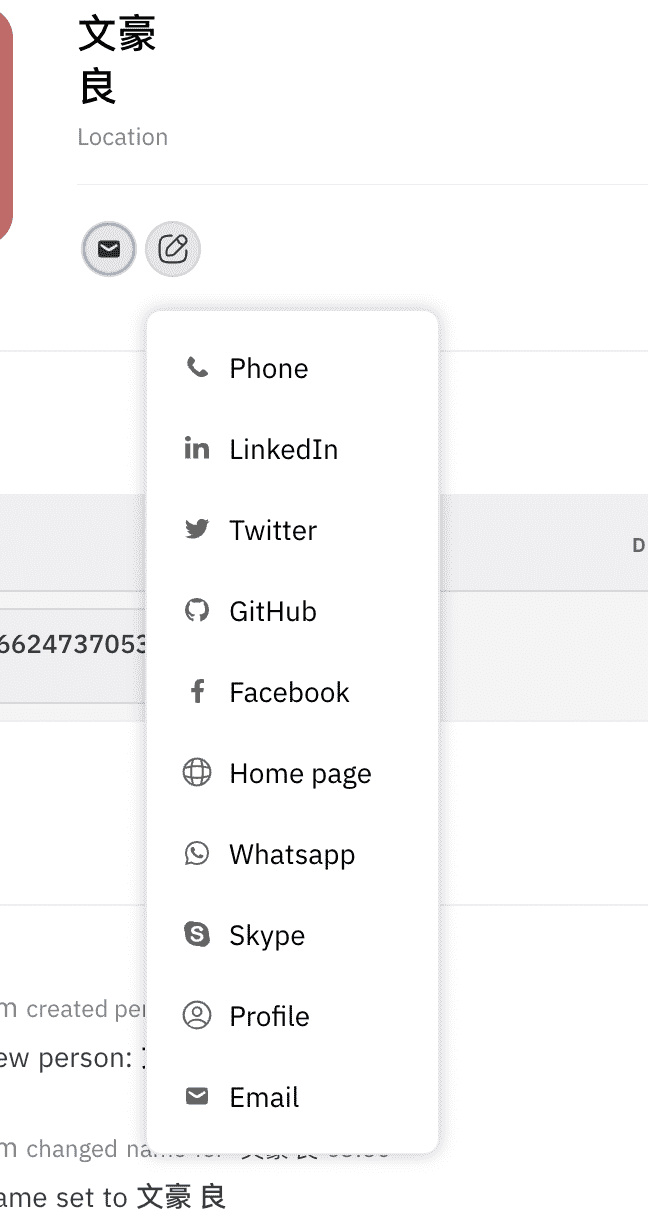 文豪
良
Location
Phone
LinkedIn
Twitter
D
GitHub
6624737053
Facebook
Home page
Whatsapp
Skype
m created per
Profile
ew person:
Email
m changed na
ame set to 文豪 良